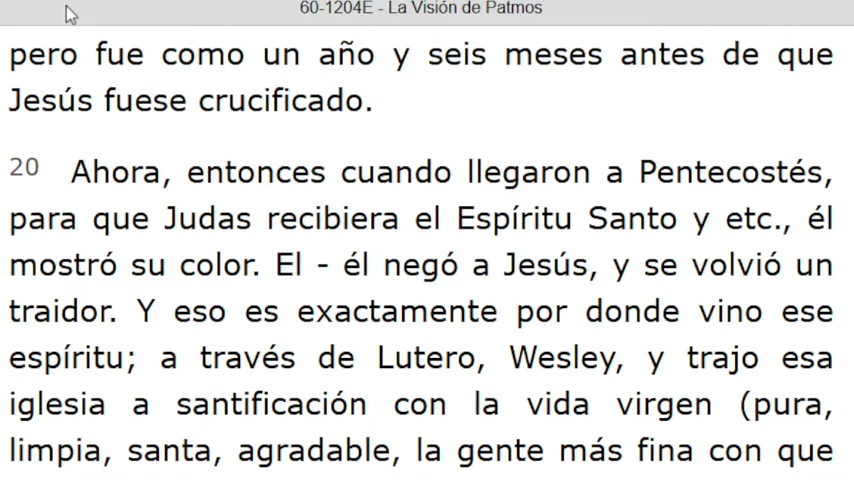 60-1204E - La Visión de Patmos
pero fue como un año y seis meses antes de que
Jesús fuese crucificado.
20 Ahora, entonces cuando llegaron a Pentecostés,
para que Judas recibiera el Espíritu Santo y etc., él
mostró su color. El - él negó a Jesús, y se volvió un
traidor. Y eso es exactamente por donde vino ese
espíritu; a través de Lutero, Wesley, y trajo esa
iglesia a santificación con la vida virgen (pura,
limpia, santa, agradable, la gente más fina con que